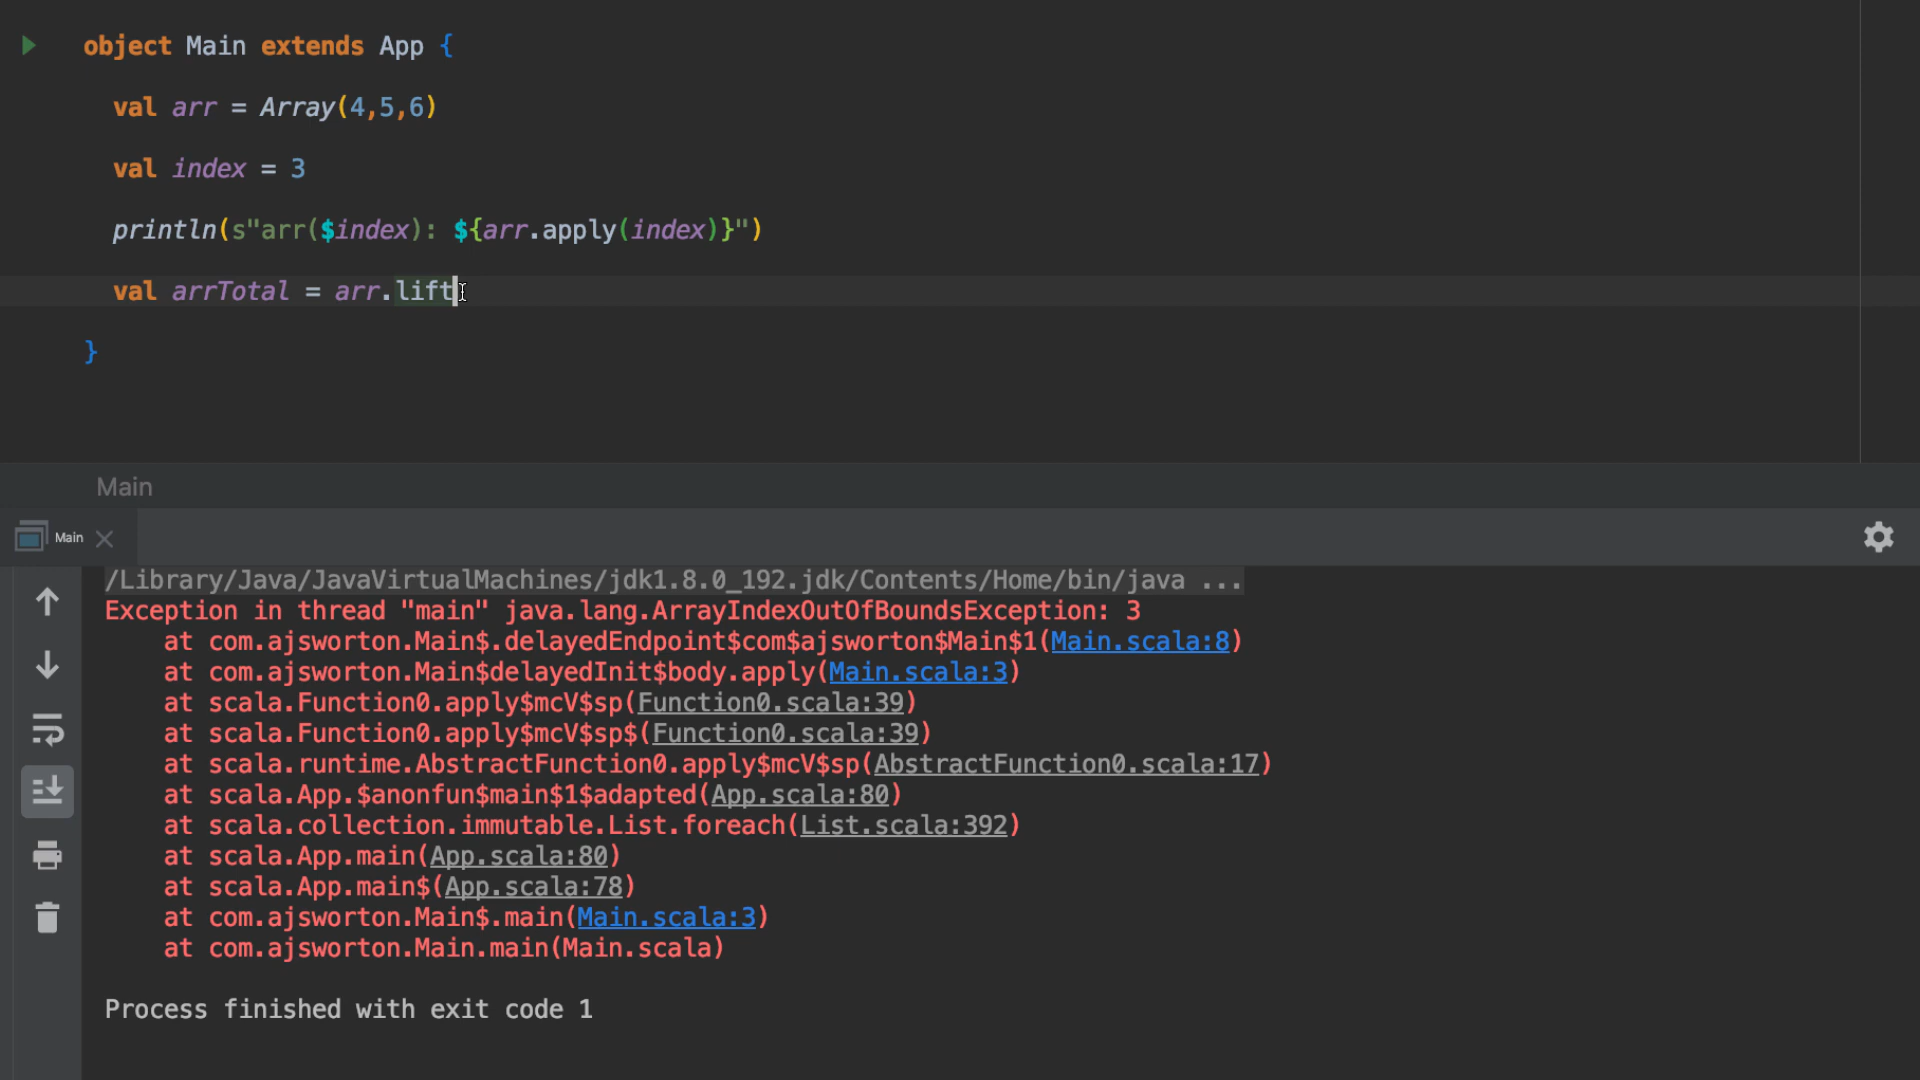 object Main extends App {
val arr = Array(4,5,6)
val index = 3
println(s"arr($index): ${arr.apply(index)}")
val arrTotal = arr.lift
}
Main
Main
/Library/Java/JavaVirtualMachines/jdk1.8.0_192.jdk/Contents/Home/bin/java ...
Exception in thread "main" java.lang.ArrayIndexOutOfBoundsException: 3
at com.ajsworton.Main$.delayedEndpoint$com$ajsworton$Main$1(Main.scala:8)
at com.ajsworton.Main$delayedInit$body.apply(Main.scala:3)
at scala.Function0.apply$mcV$sp(Function0.scala:39)
at scala.Function0.apply$mcV$sp$(Function0.scala:39)
at scala.runtime.AbstractFunction0.apply$mcV$sp(AbstractFunction0.scala:17)
at scala.App.$anonfun$main$1$adapted(App.scala:80)
at scala.collection.immutable.List.foreach(List.scala:392)
at scala.App.main(App.scala:80)
at scala.App.main$(App.scala:78)
at com.ajsworton.Main$.main(Main.scala:3)
at com.ajsworton.Main.main(Main.scala)
Process finished with exit code 1